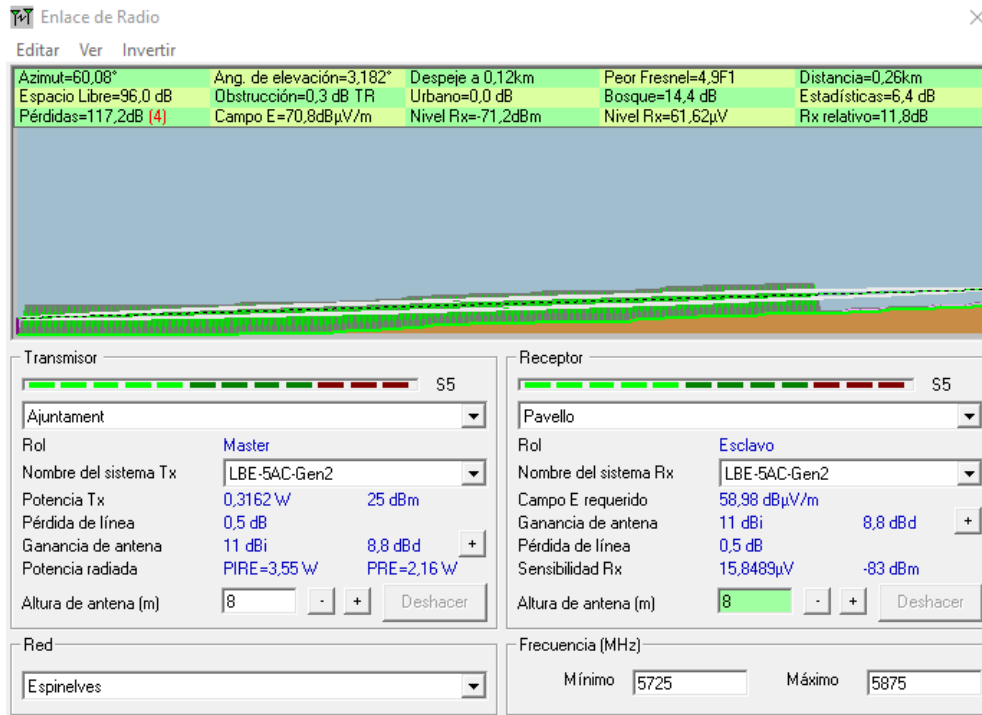 Enlace de Radio
Editar Ver Invertir
Azimut=60,08° Ang. de elevación=3,182° Despeje a 0,12km Peor Fresnel=4,9F1 Distancia=0,26km
Espacio Libre=96,0 dB Obstrucción=0,3 dB TR Urbano=0,0 dB Bosque=14,4 dB Estadísticas=6,4 dB
Pérdidas=117,2dB (4) Campo E=70,8dBμV/m Nivel Rx=-71,2dBm Nivel Rx=61,62μV Rx relativo=11,8dB
Transmisor
S5
Ajuntament
Rol Master
Nombre del sistema Tx LBE-5AC-Gen2
Potencia Tx 0,3162 W 25 dBm
Pérdida de línea 0,5 dB
Ganancia de antena 11 dBi 8,8 dBd +
Potencia radiada PIRE=3,55 W PRE=2,16 W
Altura de antena (m) 8 - + Deshacer
Receptor
S5
Pavello
Rol Esclavo
Nombre del sistema Rx LBE-5AC-Gen2
Campo E requerido 58,98 dBμV/m
Ganancia de antena 11 dBi 8,8 dBd +
Pérdida de línea 0,5 dB
Sensibilidad Rx 15,8489μV -83 dBm
Altura de antena (m) 8 - + Deshacer
Red
Espinelves
Frecuencia (MHz)
Mínimo 5725 Máximo 5875